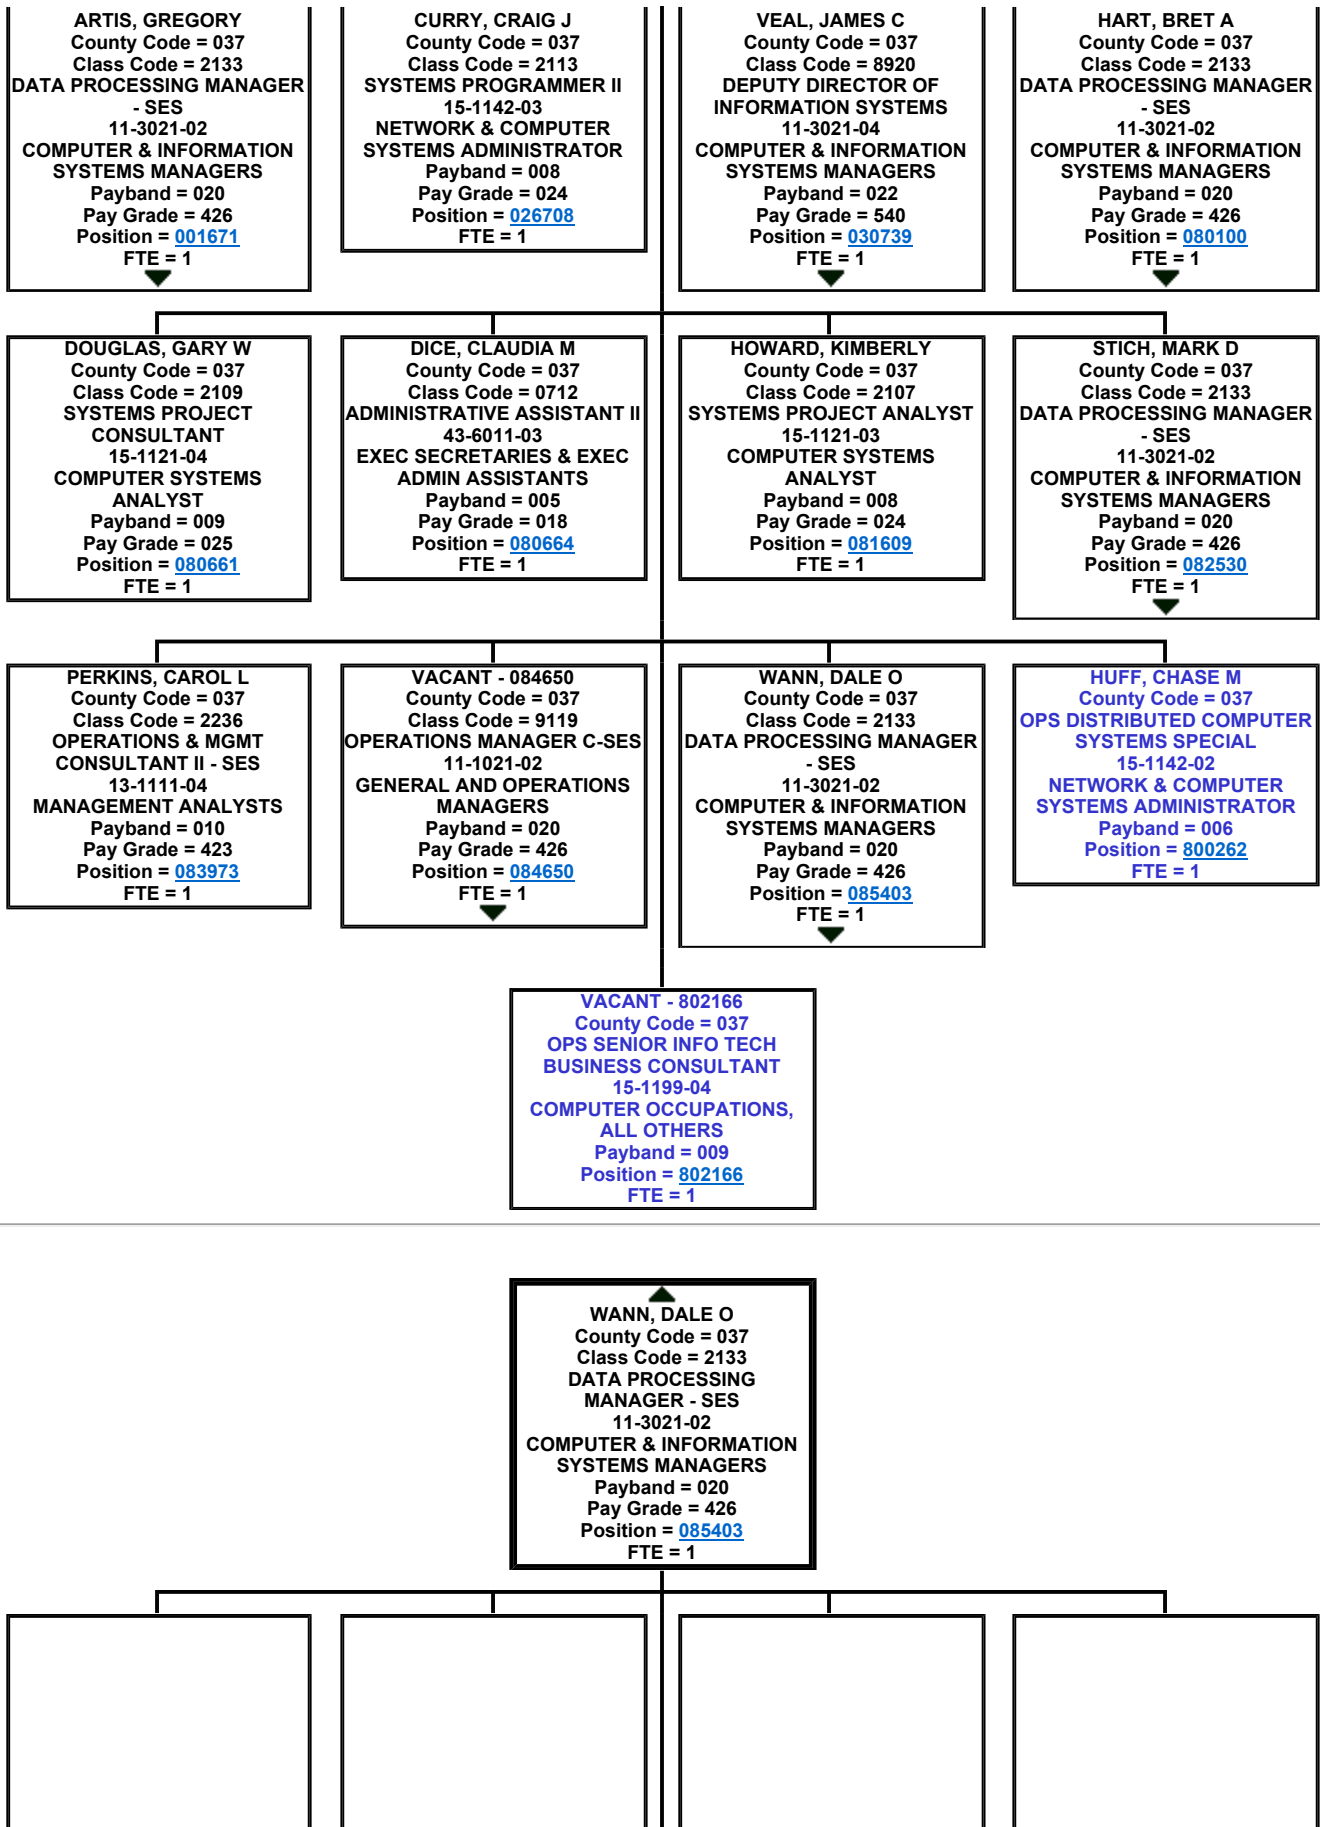 ARTIS, GREGORY
County Code = 037
Class Code = 2133
DATA PROCESSING MANAGER
- SES
11-3021-02
COMPUTER & INFORMATION
SYSTEMS MANAGERS
Payband = 020
Pay Grade = 426
Position = 001671
FTE = 1
CURRY, CRAIG J
County Code = 037
Class Code = 2113
SYSTEMS PROGRAMMER II
15-1142-03
NETWORK & COMPUTER
SYSTEMS ADMINISTRATOR
Payband = 008
Pay Grade = 024
Position = 026708
FTE = 1
VEAL, JAMES C
County Code = 037
Class Code = 8920
DEPUTY DIRECTOR OF
INFORMATION SYSTEMS
11-3021-04
COMPUTER & INFORMATION
SYSTEMS MANAGERS
Payband = 022
Pay Grade = 540
Position = 030739
FTE = 1
HART, BRET A
County Code = 037
Class Code = 2133
DATA PROCESSING MANAGER
- SES
11-3021-02
COMPUTER & INFORMATION
SYSTEMS MANAGERS
Payband = 020
Pay Grade = 426
Position = 080100
FTE = 1
DOUGLAS, GARY W
County Code = 037
Class Code = 2109
SYSTEMS PROJECT
CONSULTANT
15-1121-04
COMPUTER SYSTEMS
ANALYST
Payband = 009
Pay Grade = 025
Position = 080661
FTE = 1
DICE, CLAUDIA M
County Code = 037
Class Code = 0712
ADMINISTRATIVE ASSISTANT II
43-6011-03
EXEC SECRETARIES & EXEC
ADMIN ASSISTANTS
Payband = 005
Pay Grade = 018
Position = 080664
FTE = 1
HOWARD, KIMBERLY
County Code = 037
Class Code = 2107
SYSTEMS PROJECT ANALYST
15-1121-03
COMPUTER SYSTEMS
ANALYST
Payband = 008
Pay Grade = 024
Position = 081609
FTE = 1
STICH, MARK D
County Code = 037
Class Code = 2133
DATA PROCESSING MANAGER
- SES
11-3021-02
COMPUTER & INFORMATION
SYSTEMS MANAGERS
Payband = 020
Pay Grade = 426
Position = 082530
FTE = 1
PERKINS, CAROL L
County Code = 037
Class Code = 2236
OPERATIONS & MGMT
CONSULTANT II - SES
13-1111-04
MANAGEMENT ANALYSTS
Payband = 010
Pay Grade = 423
Position = 083973
FTE = 1
VACANT - 084650
County Code = 037
Class Code = 9119
OPERATIONS MANAGER C-SES
11-1021-02
GENERAL AND OPERATIONS
MANAGERS
Payband = 020
Pay Grade = 426
Position = 084650
FTE = 1
WANN, DALE O
County Code = 037
Class Code = 2133
DATA PROCESSING MANAGER
- SES
11-3021-02
COMPUTER & INFORMATION
SYSTEMS MANAGERS
Payband = 020
Pay Grade = 426
Position = 085403
FTE = 1
HUFF, CHASE M
County Code = 037
OPS DISTRIBUTED COMPUTER
SYSTEMS SPECIAL
15-1142-02
NETWORK & COMPUTER
SYSTEMS ADMINISTRATOR
Payband = 006
Position = 800262
FTE = 1
VACANT - 802166
County Code = 037
OPS SENIOR INFO TECH
BUSINESS CONSULTANT
15-1199-04
COMPUTER OCCUPATIONS,
ALL OTHERS
Payband = 009
Position = 802166
FTE = 1
WANN, DALE O
County Code = 037
Class Code = 2133
DATA PROCESSING
MANAGER - SES
11-3021-02
COMPUTER & INFORMATION
SYSTEMS MANAGERS
Payband = 020
Pay Grade = 426
Position = 085403
FTE = 1